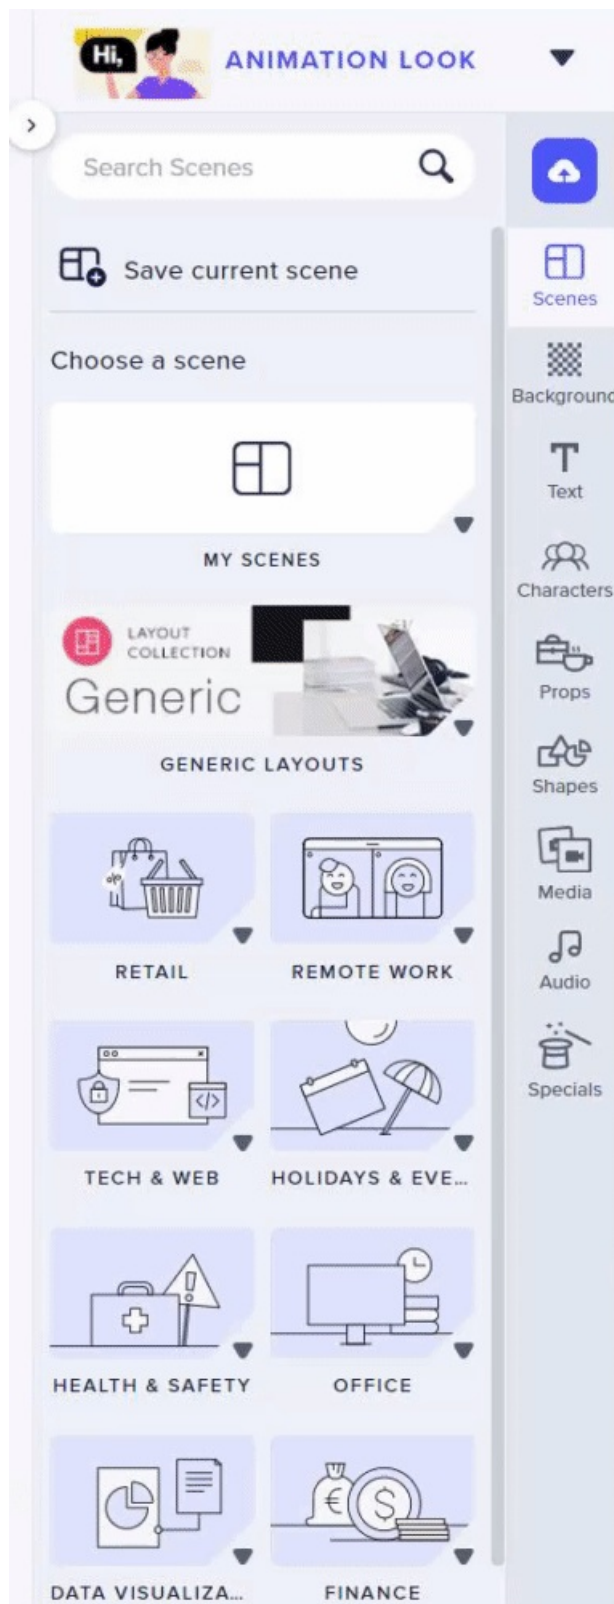 Hi,
ANIMATION LOOK
Search Scenes
Save current scene
Scenes
Choose a scene
Background
MY SCENES
Text
Characters
LAYOUT
COLLECTION
Generic
GENERIC LAYOUTS
Props
Shapes
Media
Audio
Specials
RETAIL
REMOTE WORK
</>
TECH & WEB
HOLIDAYS & EVE...
!
HEALTH & SAFETY
OFFICE
€
$
DATA VISUALIZA...
FINANCE